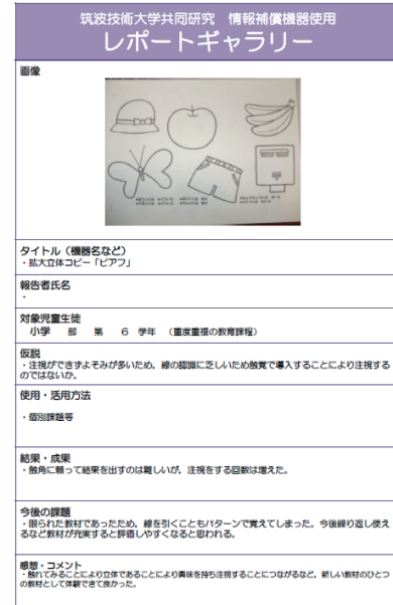 筑波技術大学共同研究　情報補償機器使用
レポートギャラリー
画像
タイトル（機器名など）
・拡大立体コピー「ピアフ」
報告者氏名
・
対象児童生徒
小学　部　第　６　学年　（重度重複の教育課程）
仮説
・注視ができずよそみが多いため、線の認識に乏しいため触覚で導入することにより注視する
のではないか。
使用・活用方法
・個別課題等
結果・成果
・触角に頼って結果を出すのは難しいが、注視をする回数は増えた。
今後の課題
・限られた教材であったため、線を引くこともパターンで覚えてしまった。今後繰り返し使え
るなど教材が充実すると評価しやすくなると思われる。
感想・コメント
・触れてみることにより立体であることにより興味を持ち注視することにつながるなど、新しい教材のひとつ
の教材として体験できて良かった。